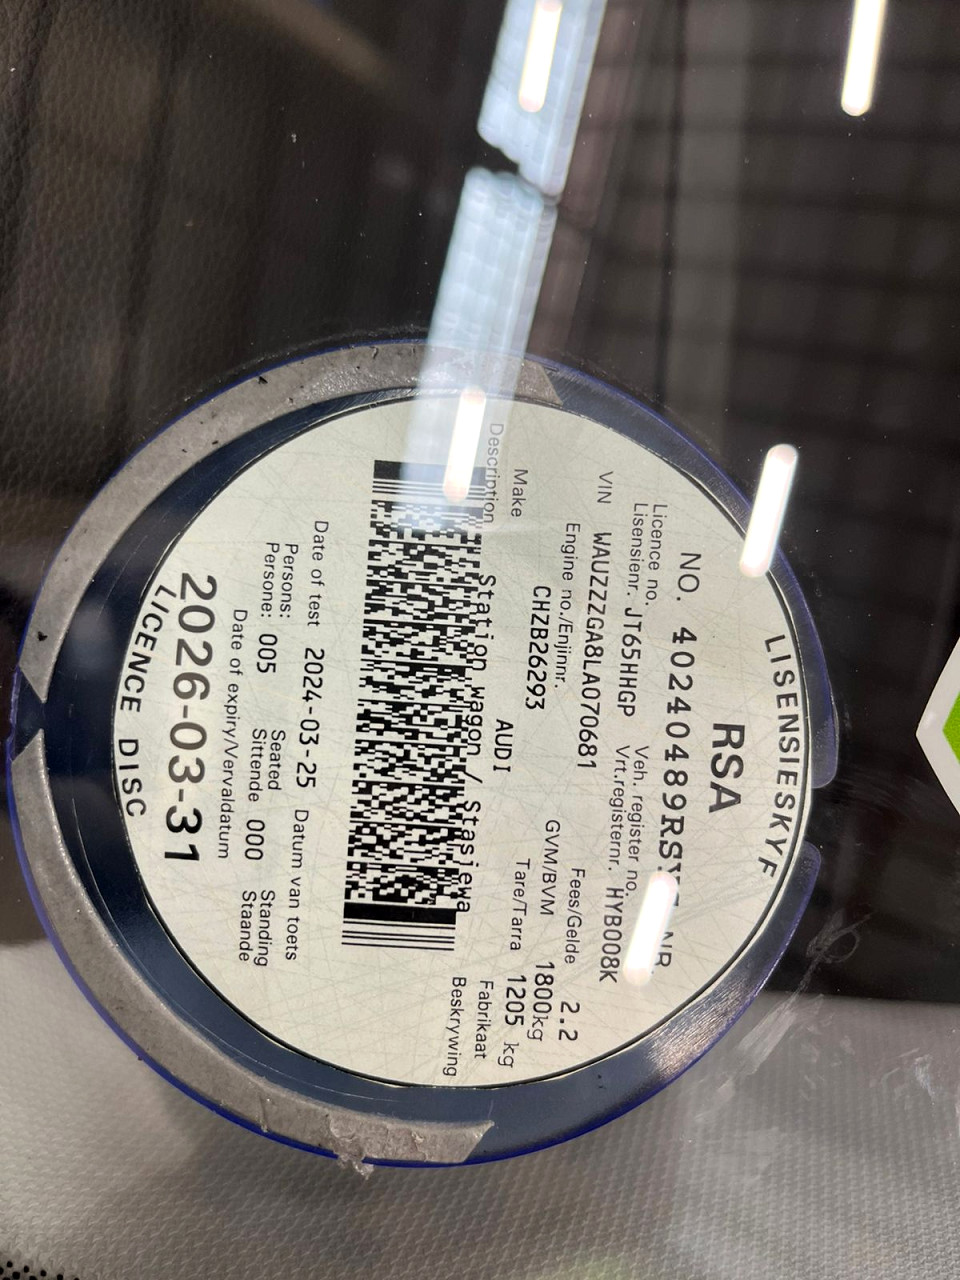 LISENSIESKYF
RSA
NO. 40240489RSY NR.
Licence no. Veh. register no.
Lisensienr. JT65HHGP Vrt.registernr. HYB008K
VIN WAUZZZGA8LA070681 Fees/Gelde 2.2
Engine no./Enjinnr. GVM/BVM 1800kg
CHZB26293 Tare/Tarra 1205 kg
Make AUDI Fabrikaat
Description Station wagon / Stasiewa Beskrywing
Date of test 2024-03-25 Datum van toets
Persons: Seated Standing
Persone: 005 Sittende 000 Staande
Date of expiry/Vervaldatum
2026-03-31
LICENCE DISC